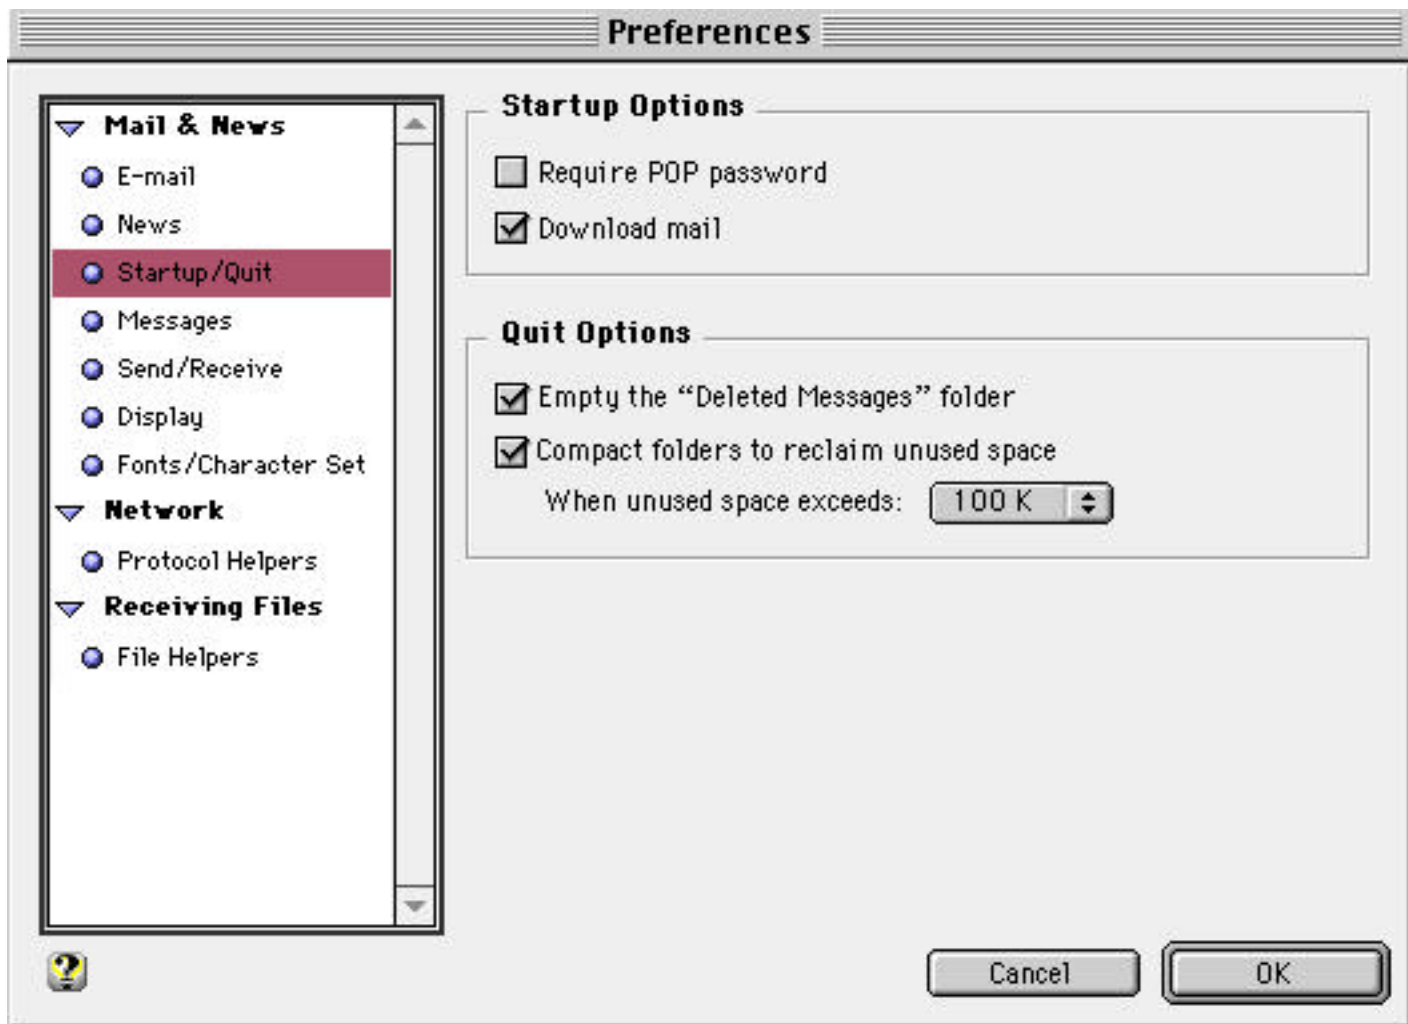 Preferences
Mail & News
E-mail
News
Startup/Quit
Messages
Send/Receive
Display
Fonts/Character Set
Network
Protocol Helpers
Receiving Files
File Helpers
Startup Options
Require POP password
Download mail
Quit Options
Empty the “Deleted Messages” folder
Compact folders to reclaim unused space
When unused space exceeds: 100 K
?
Cancel OK